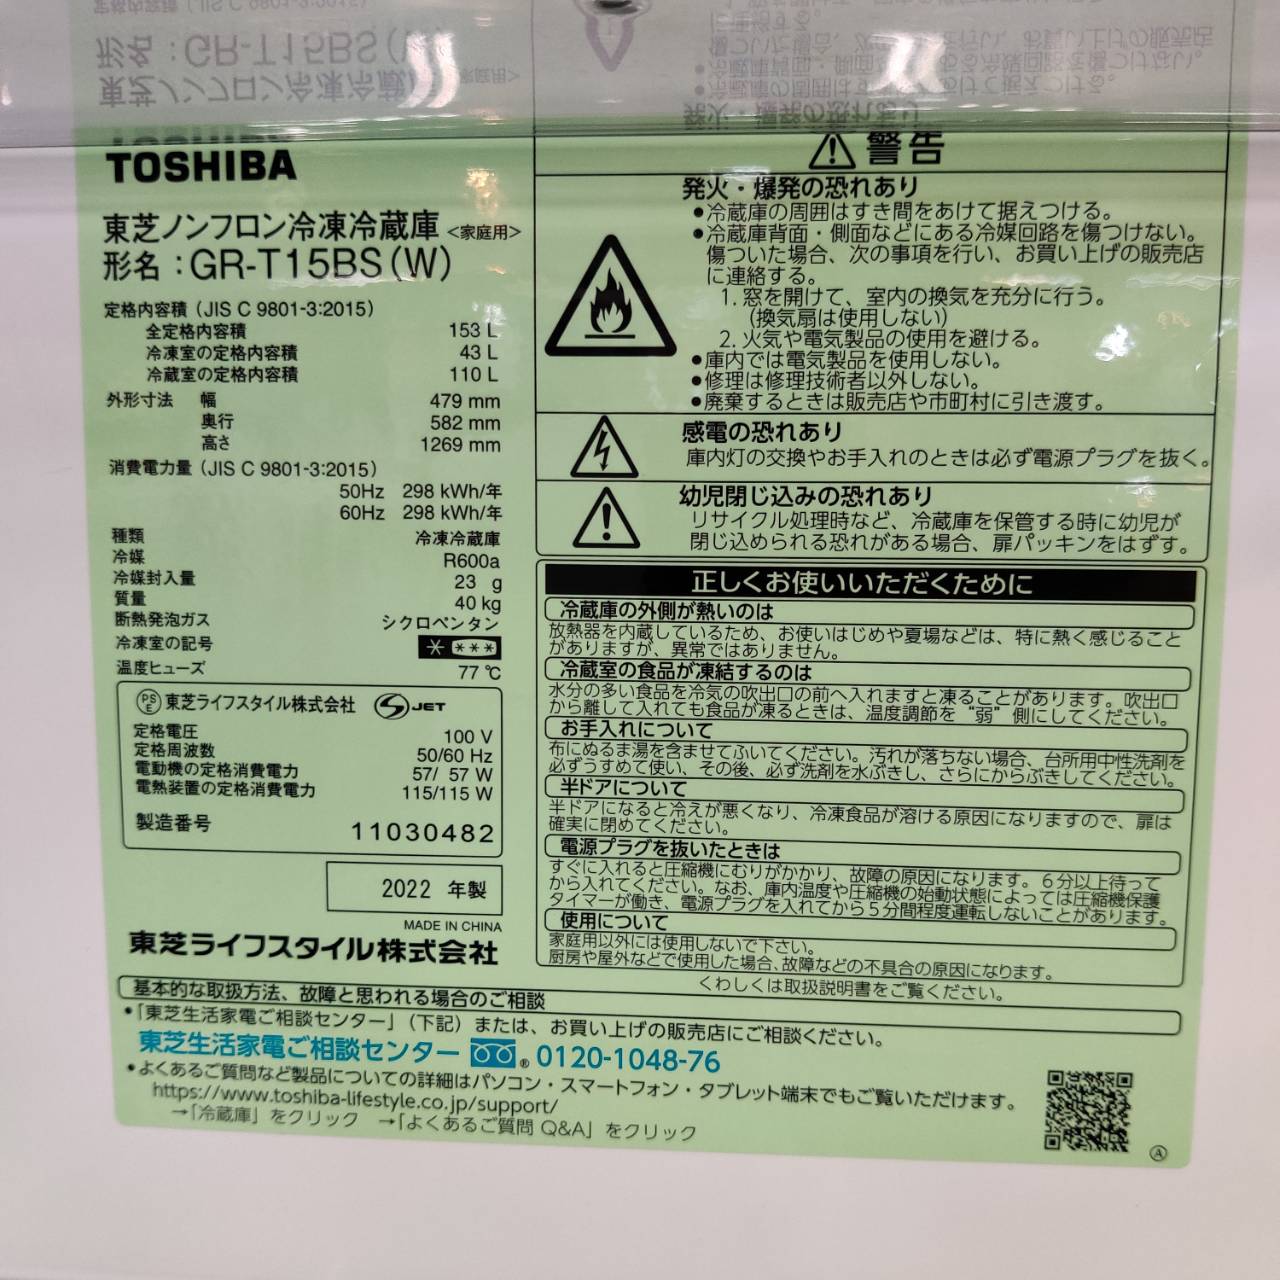 TOSHIBA
東芝ノンフロン冷凍冷蔵庫 <家庭用>
形名：GR-T15BS(W)
定格内容積（JIS C 9801-3:2015）
全定格内容積 153 L
冷凍室の定格内容積 43 L
冷蔵室の定格内容積 110 L
外形寸法 幅 479 mm
奥行 582 mm
高さ 1269 mm
消費電力量（JIS C 9801-3:2015）
50Hz 298 kWh/年
60Hz 298 kWh/年
種類 冷凍冷蔵庫
冷媒 R600a
冷媒封入量 23 g
質量 40 kg
断熱発泡ガス シクロペンタン
冷凍室の記号 * ***
温度ヒューズ 77 ℃
PSE 東芝ライフスタイル株式会社 SJET
定格電圧 100 V
定格周波数 50/60 Hz
電動機の定格消費電力 57/ 57 W
電熱装置の定格消費電力 115/115 W
製造番号 11030482
2022 年製
MADE IN CHINA
東芝ライフスタイル株式会社
警告
発火・爆発の恐れあり
●冷蔵庫の周囲はすき間をあけて据えつける。
●冷蔵庫背面・側面などにある冷媒回路を傷つけない。
傷ついた場合、次の事項を行い、お買い上げの販売店
に連絡する。
1. 窓を開けて、室内の換気を充分に行う。
（換気扇は使用しない）
2. 火気や電気製品の使用を避ける。
●庫内では電気製品を使用しない。
●修理は修理技術者以外しない。
●廃棄するときは販売店や市町村に引き渡す。
感電の恐れあり
庫内灯の交換やお手入れのときは必ず電源プラグを抜く。
幼児閉じ込みの恐れあり
リサイクル処理時など、冷蔵庫を保管する時に幼児が
閉じ込められる恐れがある場合、扉パッキンをはずす。
正しくお使いいただくために
冷蔵庫の外側が熱いのは
放熱器を内蔵しているため、お使いはじめや夏場などは、特に熱く感じること
がありますが、異常ではありません。
冷蔵室の食品が凍結するのは
水分の多い食品を冷気の吹出口の前へ入れますと凍ることがあります。吹出口
から離して入れても食品が凍るときは、温度調節を“弱”側にしてください。
お手入れについて
布にぬるま湯を含ませてふいてください。汚れが落ちない場合、台所用中性洗剤を
必ずうすめて使い、その後、必ず洗剤を水ぶきし、さらにからぶきしてください。
半ドアについて
半ドアになると冷えが悪くなり、冷凍食品が溶ける原因になりますので、扉は
確実に閉めてください。
電源プラグを抜いたときは
すぐに入れると圧縮機にむりがかかり、故障の原因になります。6分以上待って
から入れてください。なお、庫内温度や圧縮機の始動状態によっては圧縮機保護
タイマーが働き、電源プラグを入れてから5分間程度運転しないことがあります。
使用について
家庭用以外には使用しないで下さい。
厨房や屋外などで使用した場合、故障などの不具合の原因になります。
くわしくは取扱説明書をご覧ください。
基本的な取扱方法、故障と思われる場合のご相談
●「東芝生活家電ご相談センター」（下記）または、お買い上げの販売店にご相談ください。
東芝生活家電ご相談センター ® 0120-1048-76
●よくあるご質問など製品についての詳細はパソコン・スマートフォン・タブレット端末でもご覧いただけます。
https://www.toshiba-lifestyle.co.jp/support/
→「冷蔵庫」をクリック →「よくあるご質問 Q&A」をクリック
Ⓐ